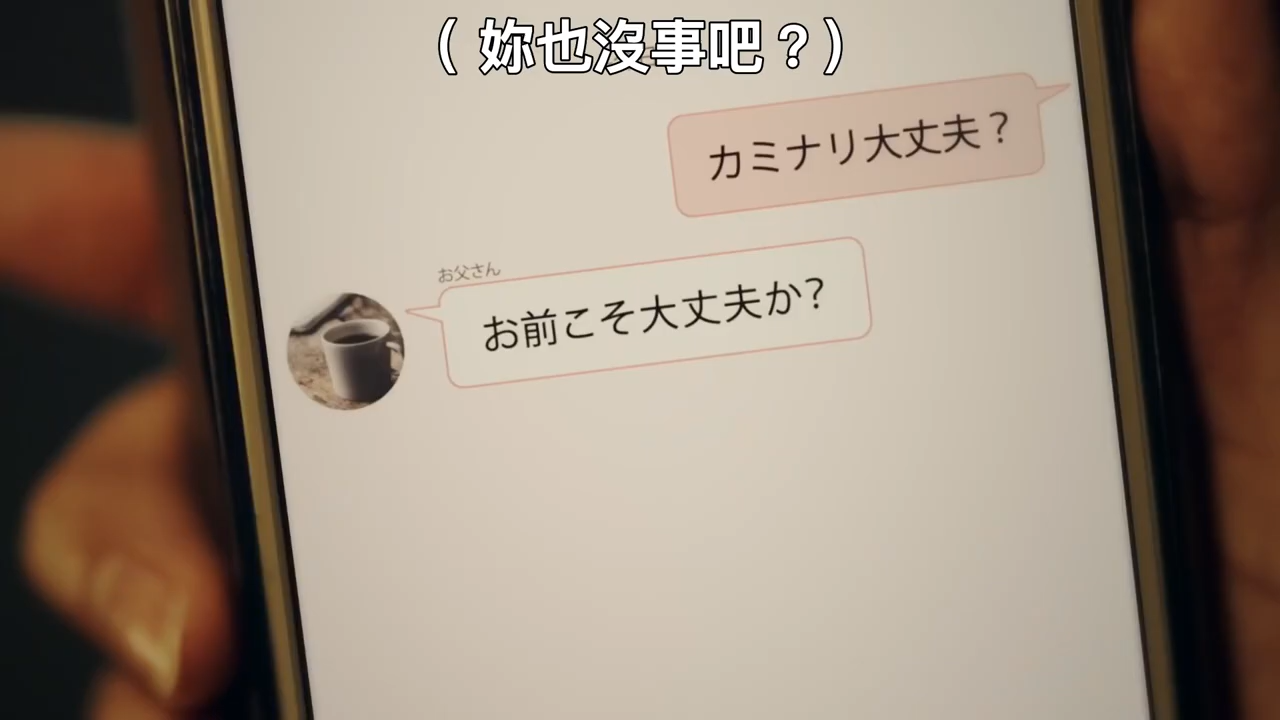 （妳也沒事吧？）
カミナリ大丈夫？
お父さん
お前こそ大丈夫か？